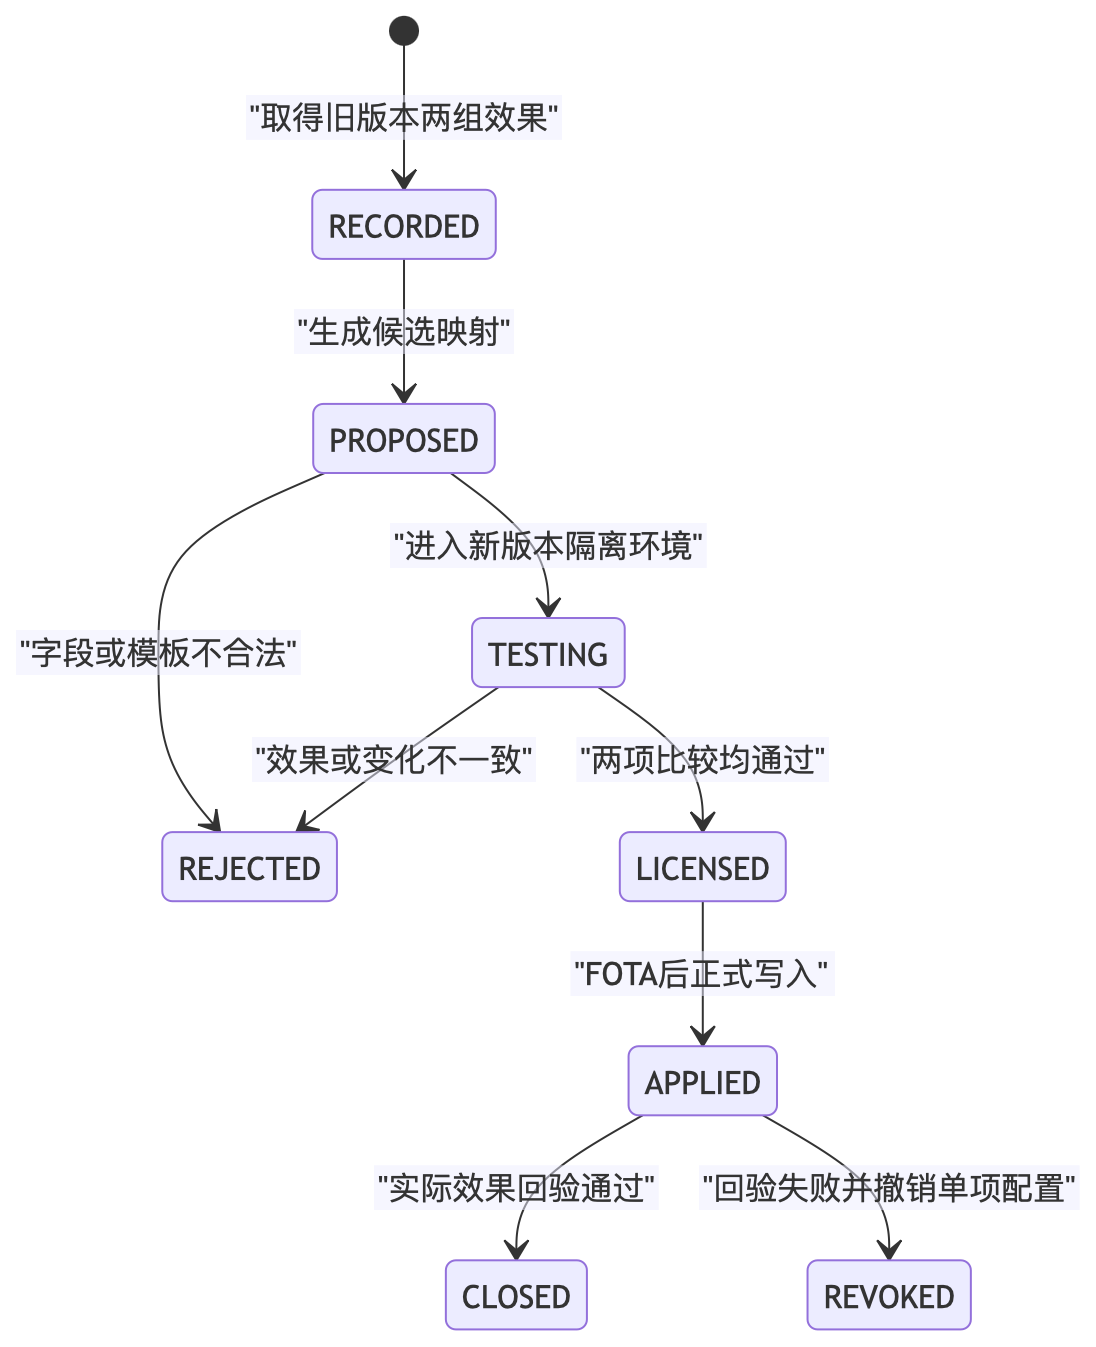 "取得旧版本两组效果"
RECORDED
"生成候选映射"
PROPOSED
"进入新版本隔离环境"
"字段或模板不合法"
TESTING
"效果或变化不一致"
"两项比较均通过"
REJECTED
LICENSED
"FOTA后正式写入"
APPLIED
"实际效果回验通过"
"回验失败并撤销单项配置"
CLOSED
REVOKED